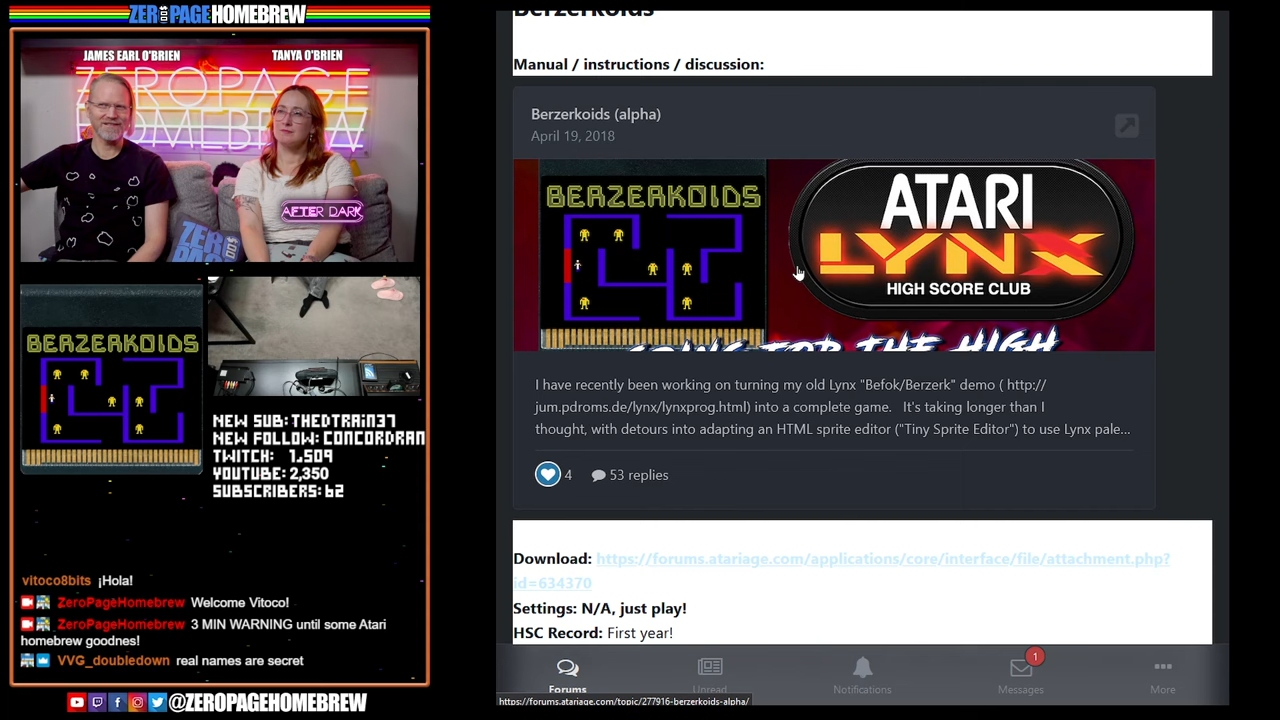 ZEROPAGEHOMEBREW
JAMES EARL O'BRIEN
TANYA O'BRIEN
ZEROPAGE
HOMEBREW
AFTER DARK
BERZERKOIDS
NEW SUB: THEDTRAIN37
NEW FOLLOW: CONCORDRAN
TWITCH: 1,509
YOUTUBE: 2,350
SUBSCRIBERS: 62
vitoco8bits ¡Hola!
ZeroPageHomebrew Welcome Vitoco!
ZeroPageHomebrew 3 MIN WARNING until some Atari
homebrew goodnes!
VVG_doubledown real names are secret
@ZEROPAGEHOMEBREW
Berzerkoids
Manual / instructions / discussion:
Berzerkoids (alpha)
April 19, 2018
BERZERKOIDS
ATARI
LYNX
HIGH SCORE CLUB
GOING FOR THE HIGH
I have recently been working on turning my old Lynx "Befok/Berzerk" demo ( http://
jum.pdroms.de/lynx/lynxprog.html) into a complete game.   It's taking longer than I
thought, with detours into adapting an HTML sprite editor ("Tiny Sprite Editor") to use Lynx pale...
4
53 replies
Download: https://forums.atariage.com/applications/core/interface/file/attachment.php?
id=634370
Settings: N/A, just play!
HSC Record: First year!
1
Forums
Unread
Notifications
Messages
More
https://forums.atariage.com/topic/277916-berzerkoids-alpha/